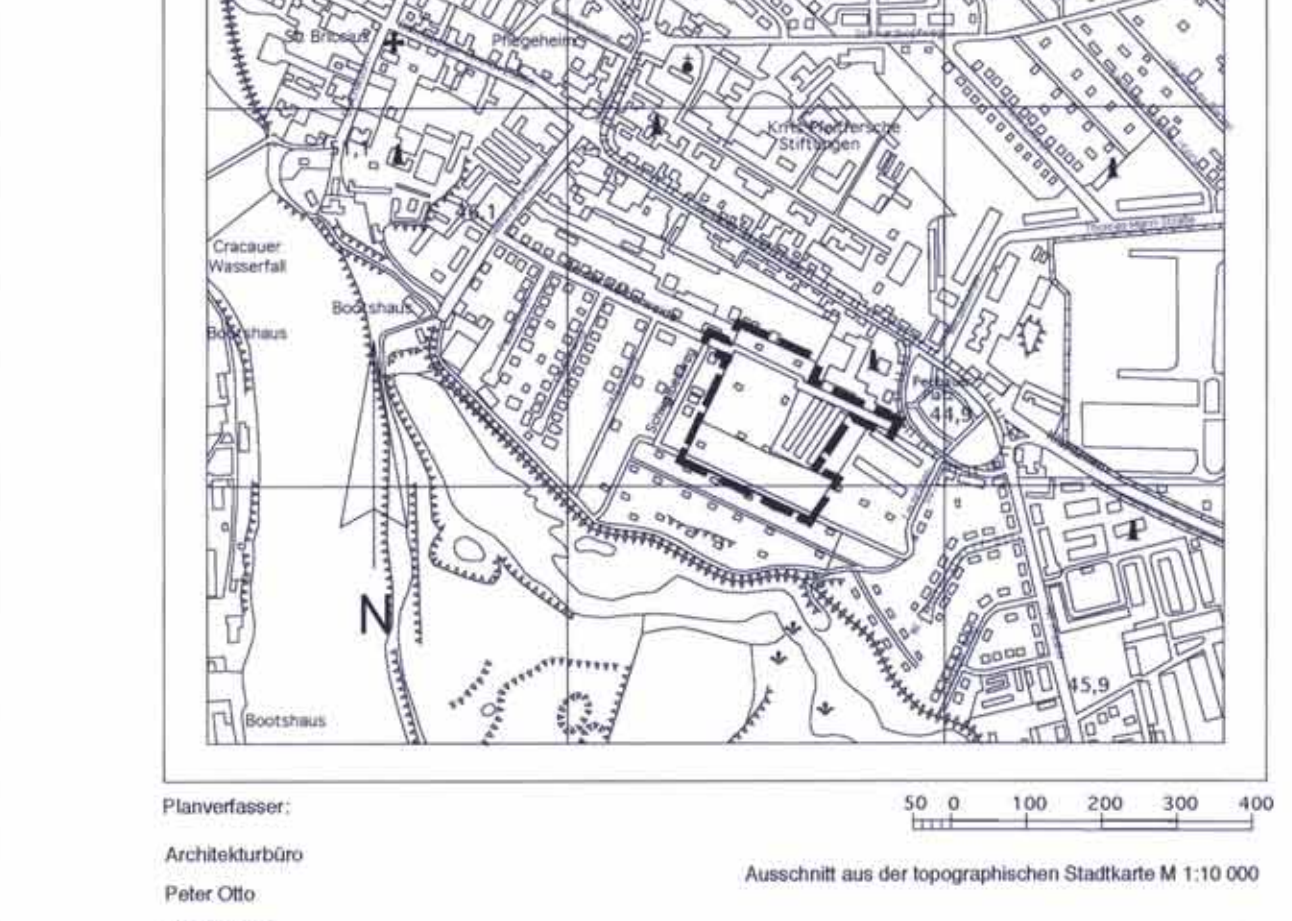 St. Briccius
Pflegeheim
Pfeiffersche
Stiftungen
46,1
Thomas-Mann-Straße
Cracauer
Wasserfall
Bootshaus
Bootshaus
44,9
N
45,9
Bootshaus
Planverfasser:
50 0 100 200 300 400
Architekturbüro
Ausschnitt aus der topographischen Stadtkarte M 1:10 000
Peter Otto